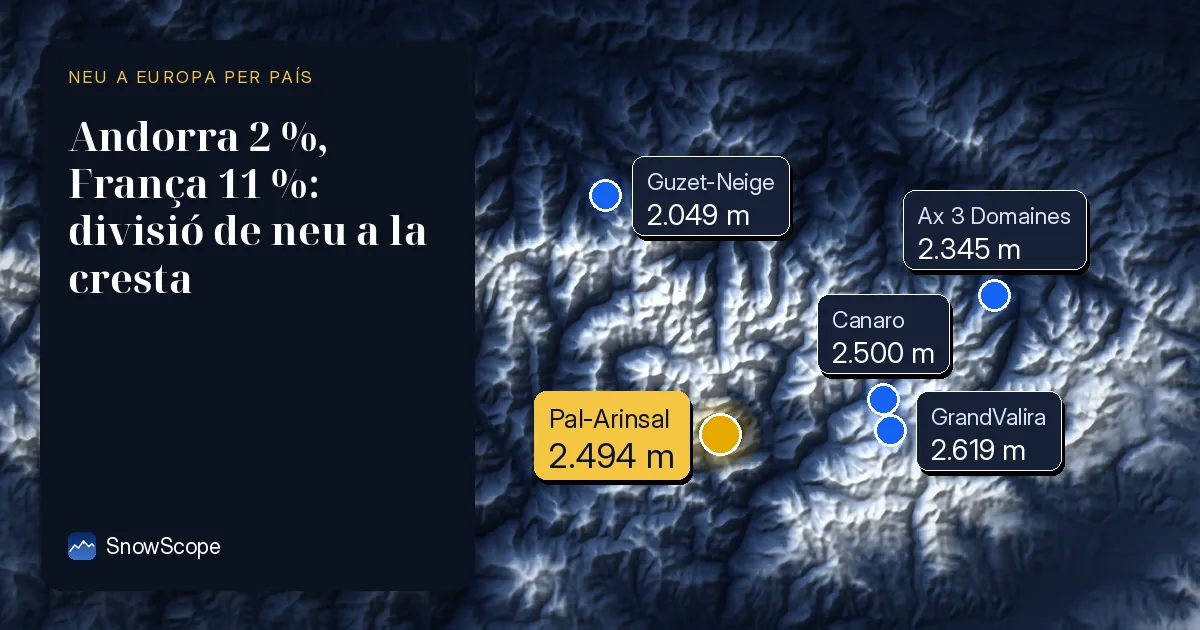 NEU A EUROPA PER PAÍS
Andorra 2 %,
França 11 %:
divisió de neu a la
cresta
SnowScope
Guzet-Neige
2.049 m
Ax 3 Domaines
2.345 m
Canaro
2.500 m
Pal-Arinsal
2.494 m
GrandValira
2.619 m